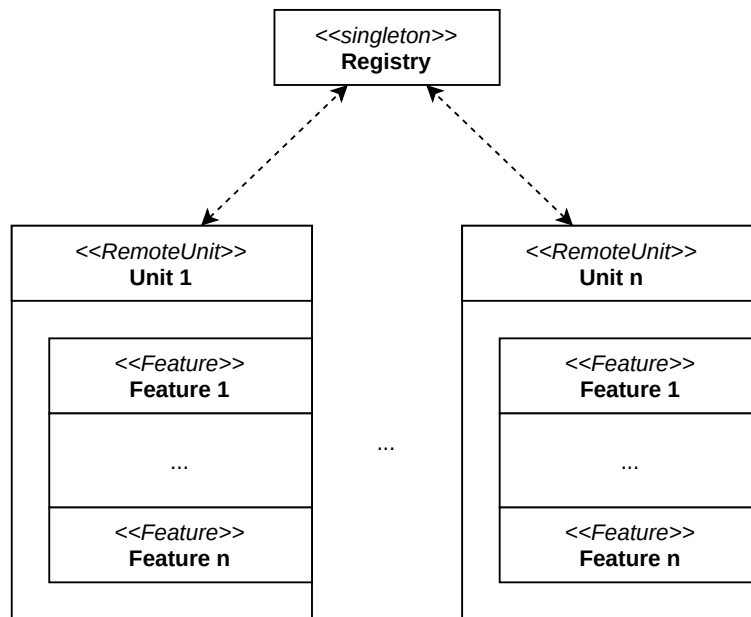 <<singleton>>
Registry
<<RemoteUnit>>
Unit 1
<<Feature>>
Feature 1
...
<<Feature>>
Feature n
...
<<RemoteUnit>>
Unit n
<<Feature>>
Feature 1
...
<<Feature>>
Feature n